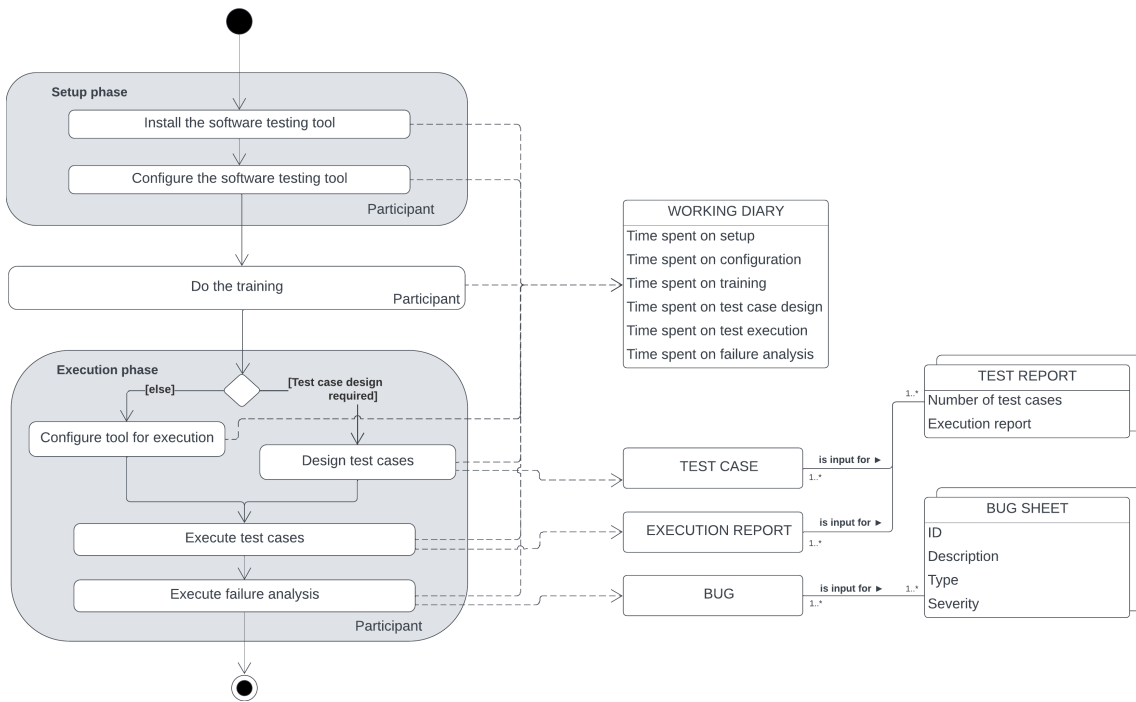 Setup phase
Install the software testing tool
Configure the software testing tool
Participant
Do the training
Participant
Execution phase
[else]
[Test case design
required]
Configure tool for execution
Design test cases
Execute test cases
Execute failure analysis
Participant
WORKING DIARY
Time spent on setup
Time spent on configuration
Time spent on training
Time spent on test case design
Time spent on test execution
Time spent on failure analysis
TEST CASE
is input for ►
1..*
EXECUTION REPORT
is input for ►
1..*
BUG
is input for ►
1..*
1..*
TEST REPORT
Number of test cases
Execution report
1..*
BUG SHEET
ID
Description
Type
Severity